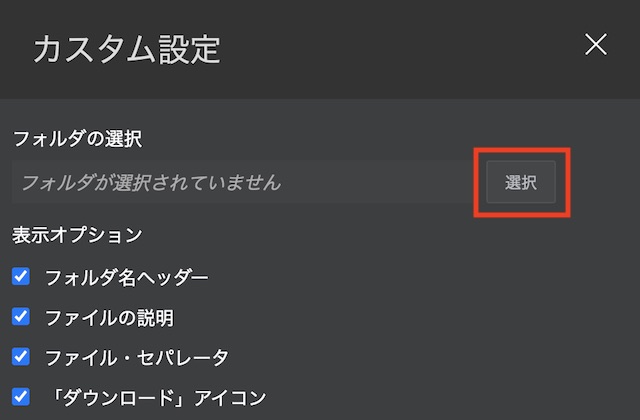 カスタム設定
フォルダの選択
フォルダが選択されていません
選択
表示オプション
フォルダ名ヘッダー
ファイルの説明
ファイル・セパレータ
「ダウンロード」アイコン